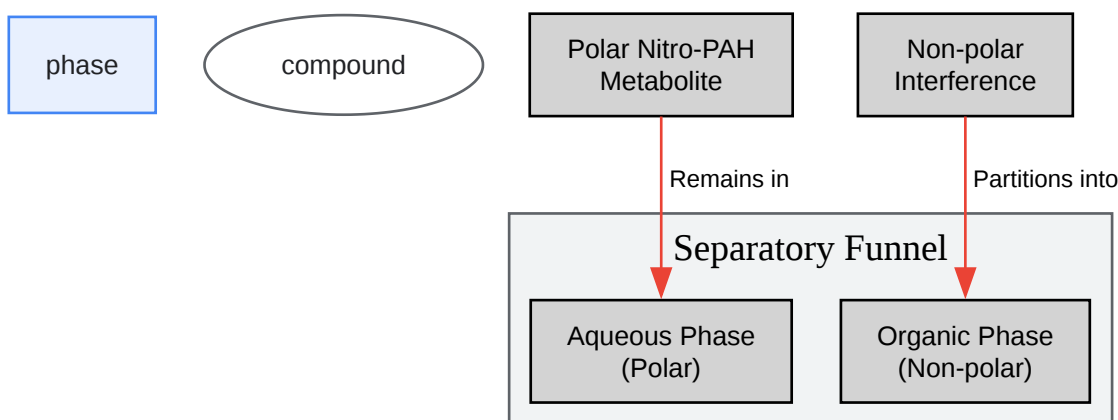 phase
compound
Polar Nitro-PAH
Metabolite
Non-polar
Interference
Remains in
Partitions into
Separatory Funnel
Aqueous Phase
(Polar)
Organic Phase
(Non-polar)